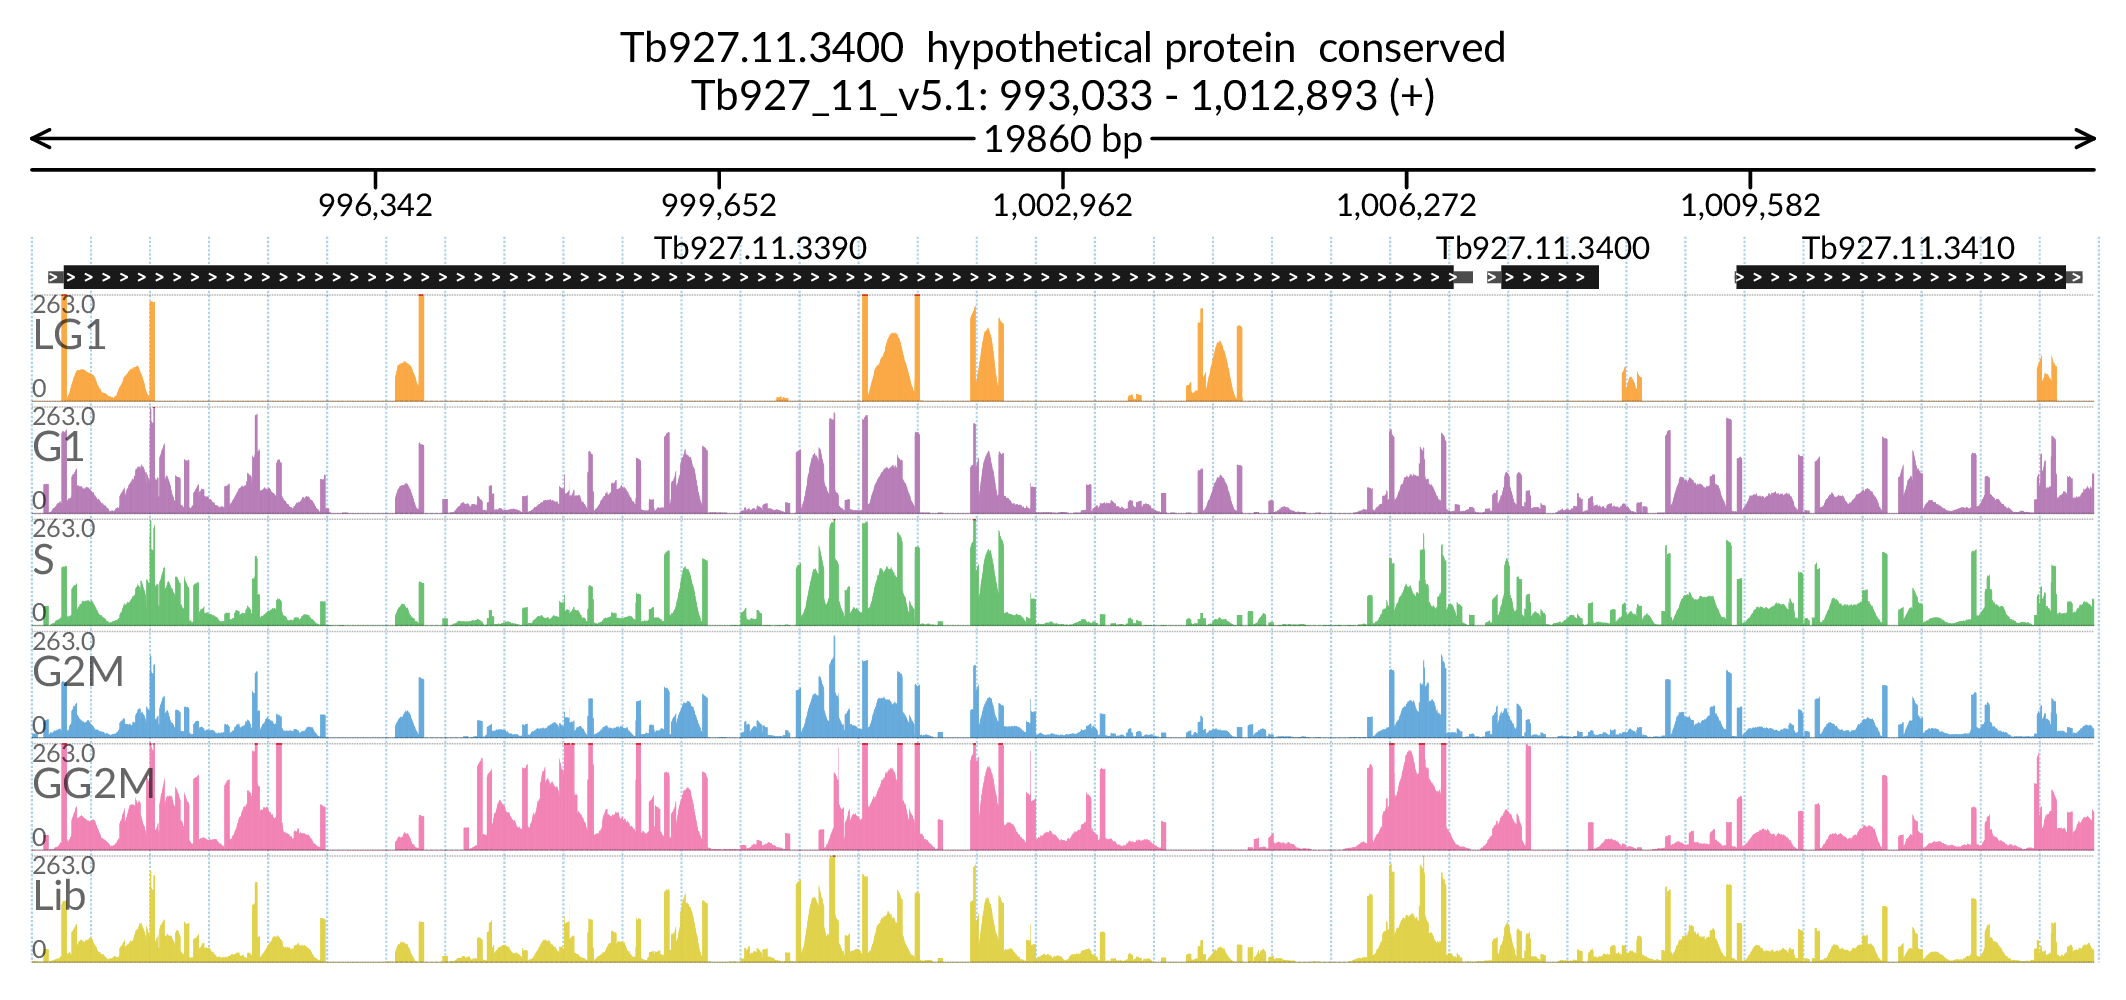 Tb927.11.3400 hypothetical protein conserved
Tb927_11_v5.1: 993,033 - 1,012,893 (+)
19860 bp
996,342 999,652 1,002,962 1,006,272 1,009,582
Tb927.11.3390 Tb927.11.3400 Tb927.11.3410
263.0
LG1
0
263.0
G1
0
263.0
S
0
263.0
G2M
0
263.0
GG2M
0
263.0
Lib
0